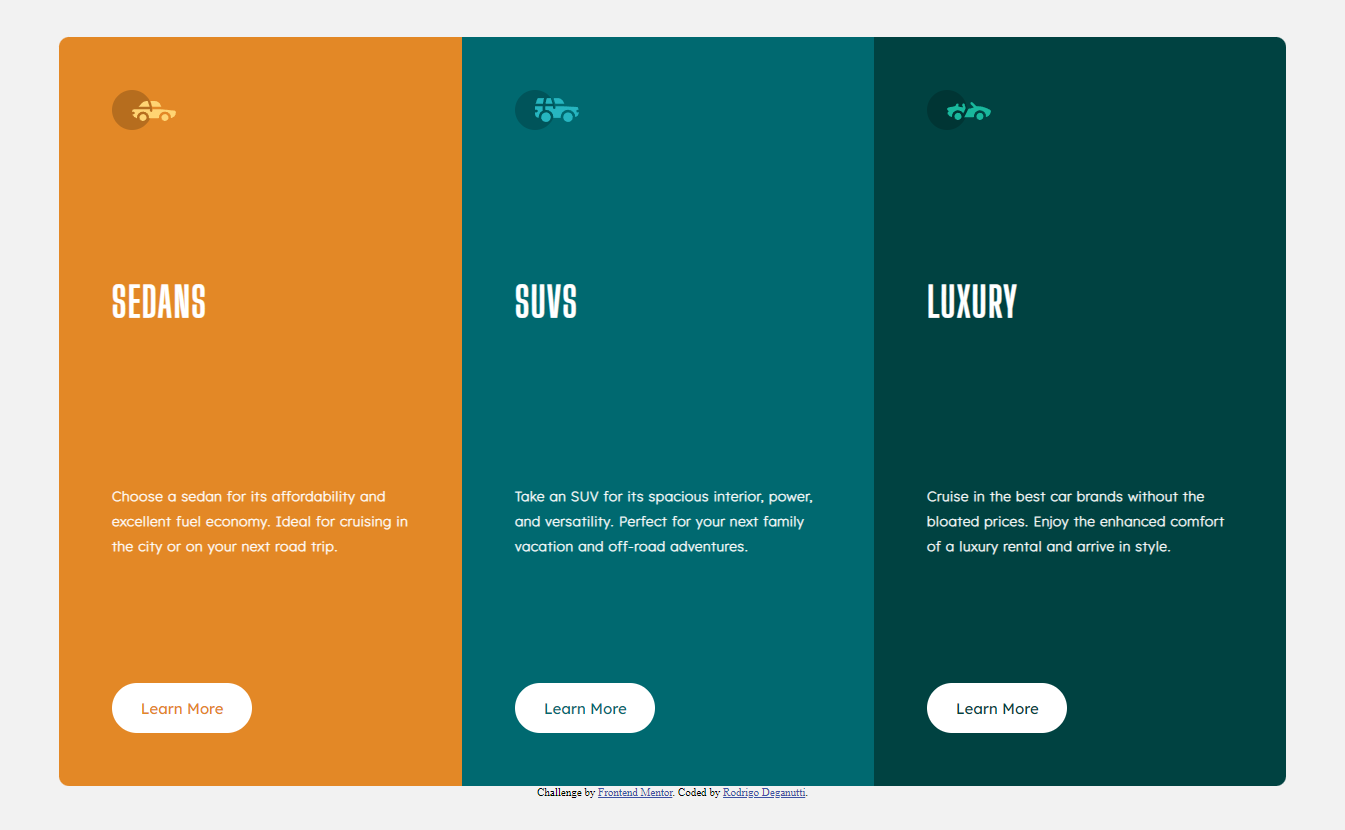 SEDANS
Choose a sedan for its affordability and
excellent fuel economy. Ideal for cruising in
the city or on your next road trip.
Learn More
SUVS
Take an SUV for its spacious interior, power,
and versatility. Perfect for your next family
vacation and off-road adventures.
Learn More
LUXURY
Cruise in the best car brands without the
bloated prices. Enjoy the enhanced comfort
of a luxury rental and arrive in style.
Learn More
Challenge by Frontend Mentor. Coded by Rodrigo Deganutti.